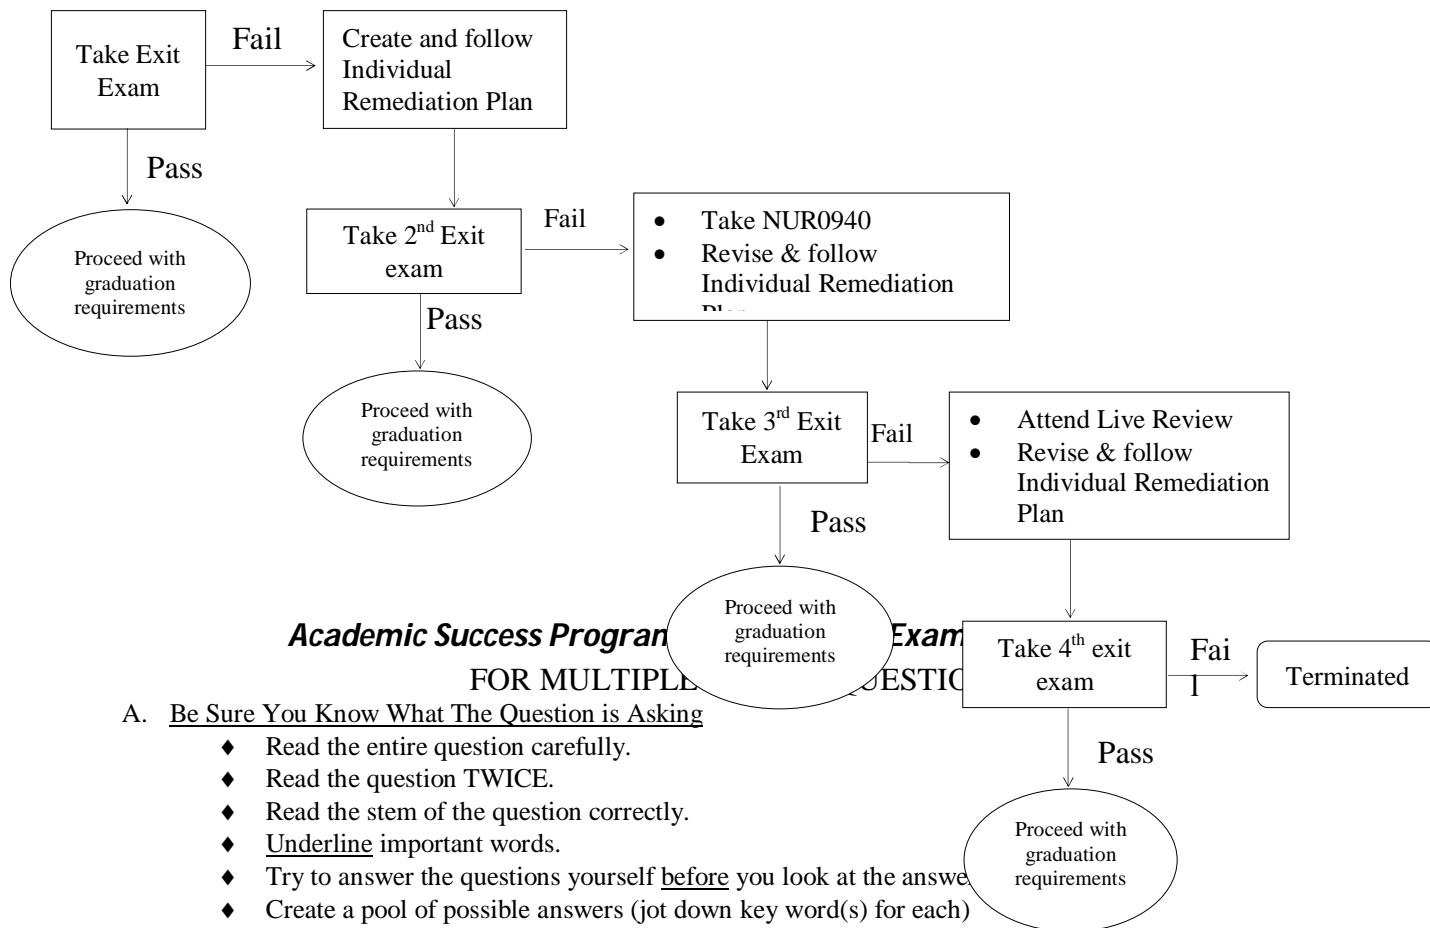 Take Exit
Exam
Fail
Create and follow
Individual
Remediation Plan
Pass
Proceed with
graduation
requirements
Take 2nd Exit
exam
Fail
• Take NUR0940
• Revise & follow
Individual Remediation
Pass
Proceed with
graduation
requirements
Take 3rd Exit
Exam
Fail
• Attend Live Review
• Revise & follow
Individual Remediation
Plan
Pass
Proceed with
graduation
requirements
Take 4th exit
exam
Fai
l
Terminated
Pass
Proceed with
graduation
requirements
Academic Success Exam
FOR MULTIPLE
A. Be Sure You Know What The Question is Asking
♦ Read the entire question carefully.
♦ Read the question TWICE.
♦ Read the stem of the question correctly.
♦ Underline important words.
♦ Try to answer the questions yourself before you look at the
♦ Create a pool of possible answers (jot down key word(s) for each)